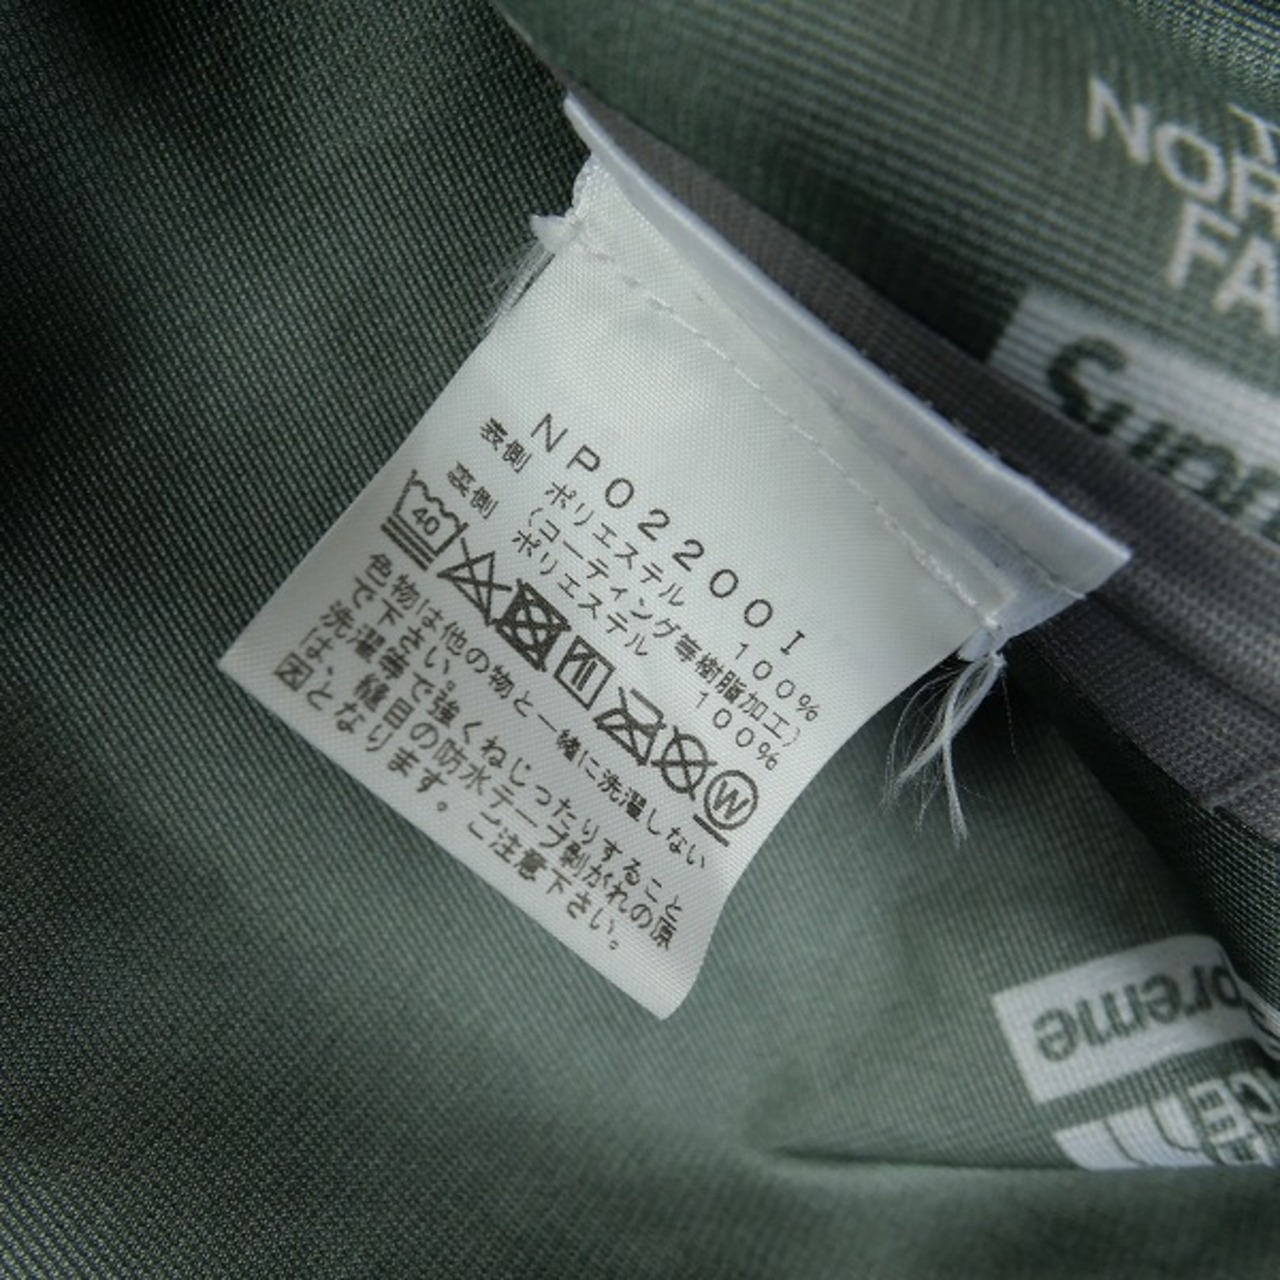 NP02200I
表側 ポリエステル 100%
(コーティング等樹脂加工)
裏側 ポリエステル 100%
40
W
色物は他の物と一緒に洗濯しない
で下さい。
洗濯等で強くねじったりすること
は、縫目の防水テープ剥がれの原
因となります。ご注意下さい。
NOR
FA
Supr
preme